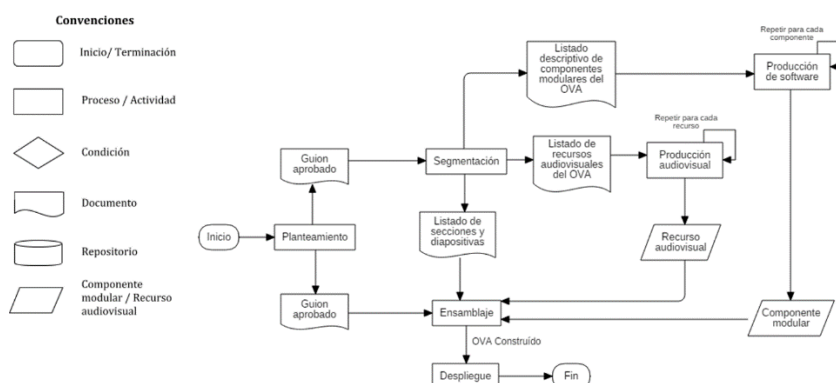 Convenciones
Inicio/ Terminación
Proceso / Actividad
Condición
Documento
Repositorio
Componente
modular / Recurso
audiovisual
Inicio
Planteamiento
Guion
aprobado
Guion
aprobado
Segmentación
Listado
descriptivo de
componentes
modulares del
OVA
Listado de
recursos
audiovisuales
del OVA
Listado de
secciones y
diapositivas
Repetir para cada
componente
Producción
de software
Repetir para cada
recurso
Producción
audiovisual
Recurso
audiovisual
Componente
modular
Ensamblaje
OVA Construído
Despliegue
Fin